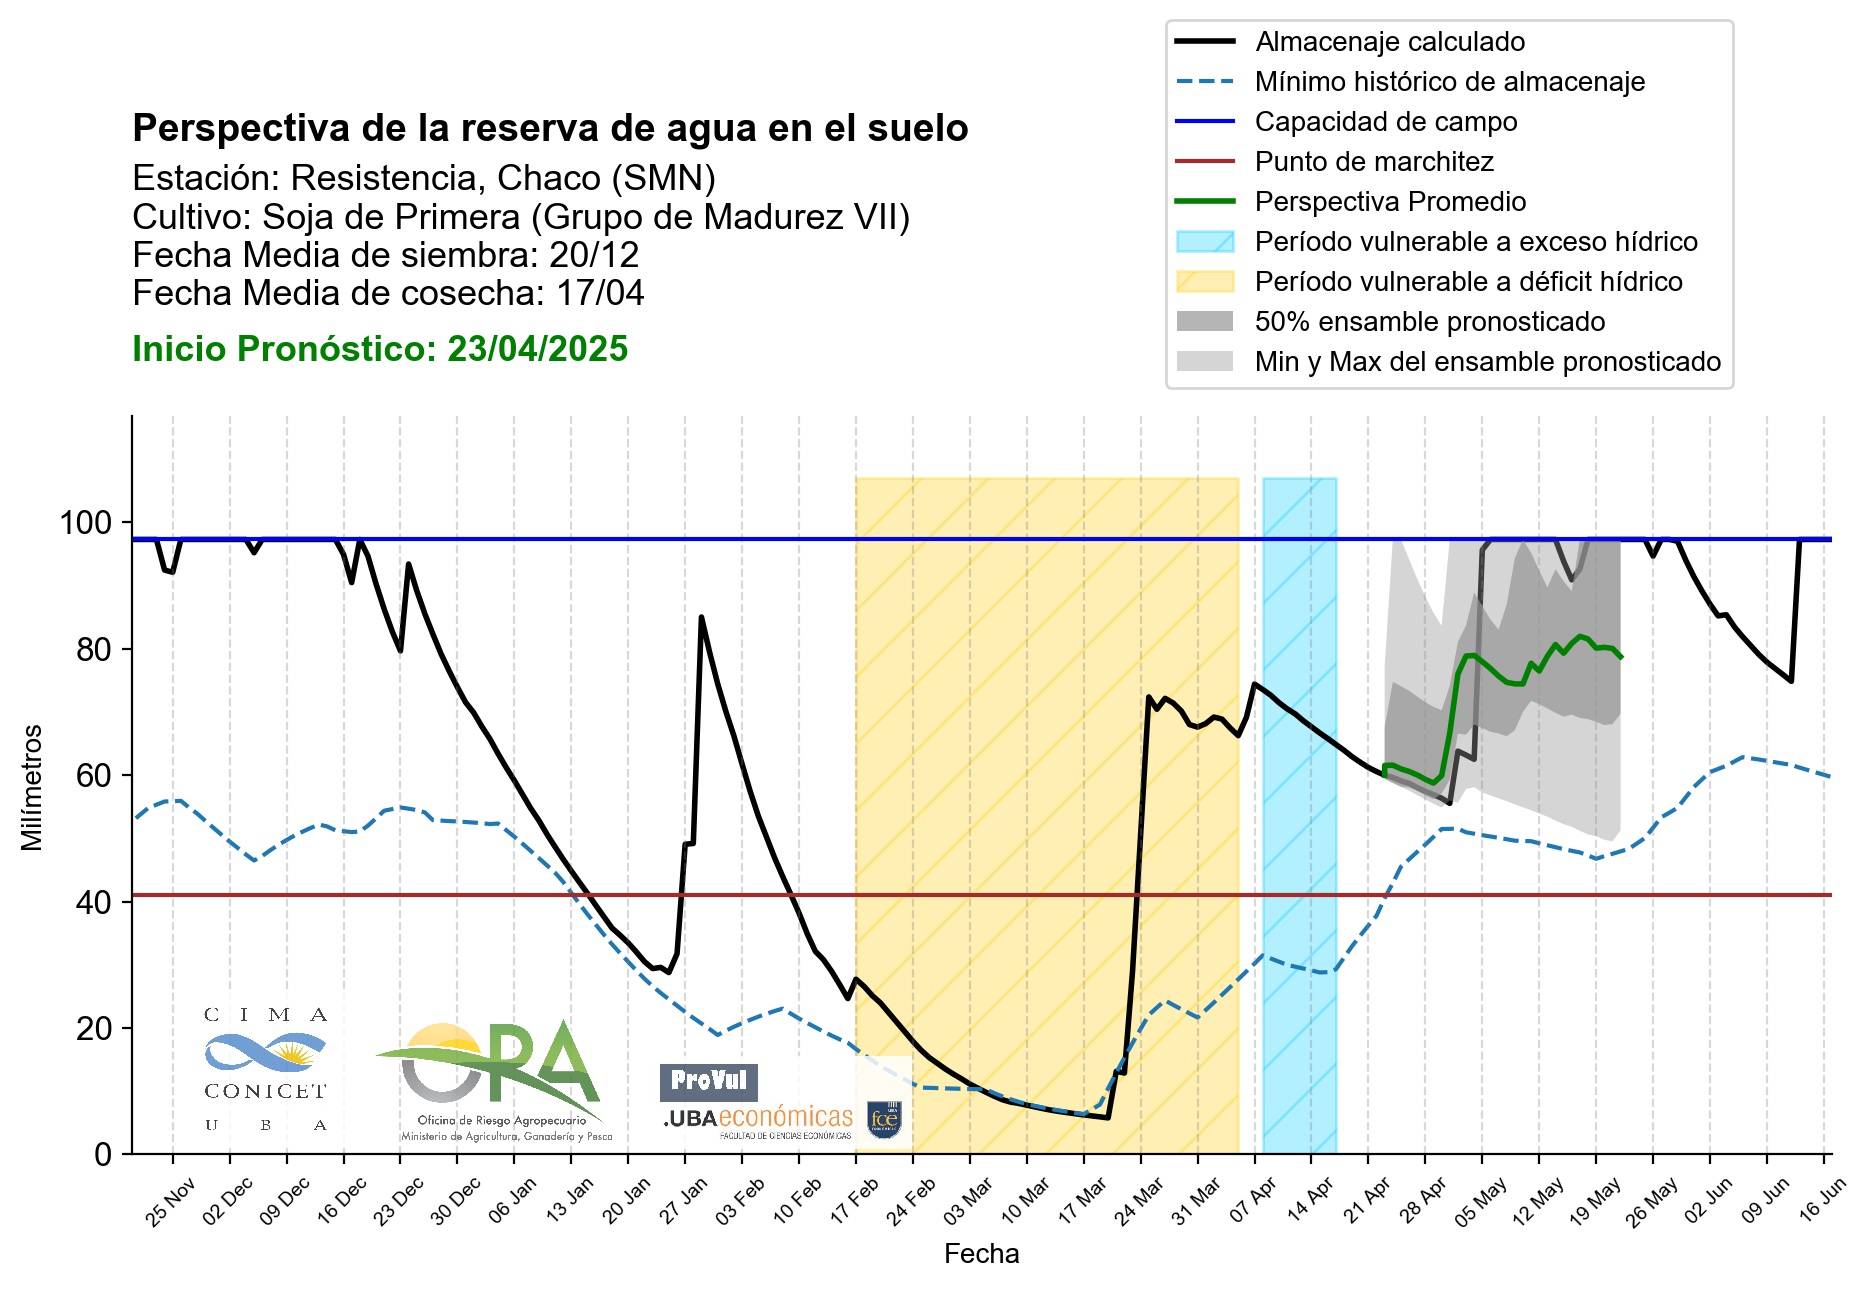 Almacenaje calculado
Mínimo histórico de almacenaje
Capacidad de campo
Punto de marchitez
Perspectiva Promedio
Período vulnerable a exceso hídrico
Período vulnerable a déficit hídrico
50% ensamble pronosticado
Min y Max del ensamble pronosticado
Perspectiva de la reserva de agua en el suelo
Estación: Resistencia, Chaco (SMN)
Cultivo: Soja de Primera (Grupo de Madurez VII)
Fecha Media de siembra: 20/12
Fecha Media de cosecha: 17/04
Inicio Pronóstico: 23/04/2025
Milímetros
100
80
60
40
20
0
CIMA
CONICET
UBA
ORA
Oficina de Riesgo Agropecuario
Ministerio de Agricultura, Ganadería y Pesca
ProVul
.UBAeconómicas
FACULTAD DE CIENCIAS ECONÓMICAS
UBA
fce
ECONÓMICAS
25 Nov
02 Dec
09 Dec
16 Dec
23 Dec
30 Dec
06 Jan
13 Jan
20 Jan
27 Jan
03 Feb
10 Feb
17 Feb
24 Feb
03 Mar
10 Mar
17 Mar
24 Mar
31 Mar
07 Apr
14 Apr
21 Apr
28 Apr
05 May
12 May
19 May
26 May
02 Jun
09 Jun
16 Jun
Fecha